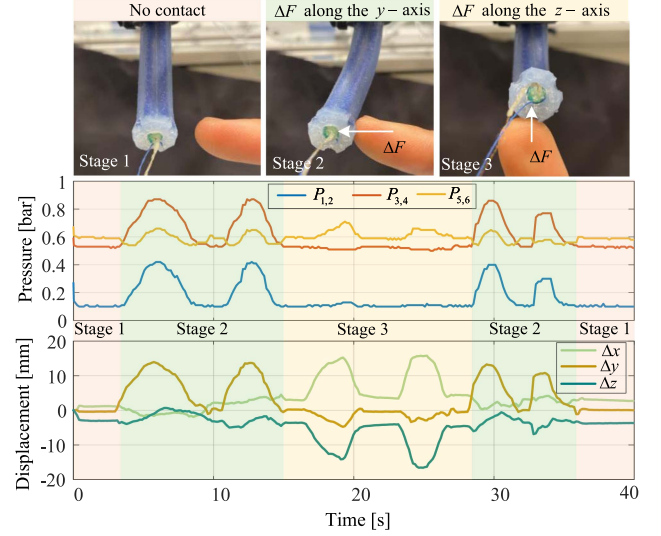 No contact
ΔF along the y − axis
ΔF along the z − axis
Stage 1
Stage 2
ΔF
Stage 3
ΔF
Pressure [bar]
1
0.8
0.6
0.4
0.2
0
P1,2
P3,4
P5,6
Stage 1
Stage 2
Stage 3
Stage 2
Stage 1
Displacement [mm]
20
10
0
-10
-20
Δx
Δy
Δz
0
10
20
30
40
Time [s]